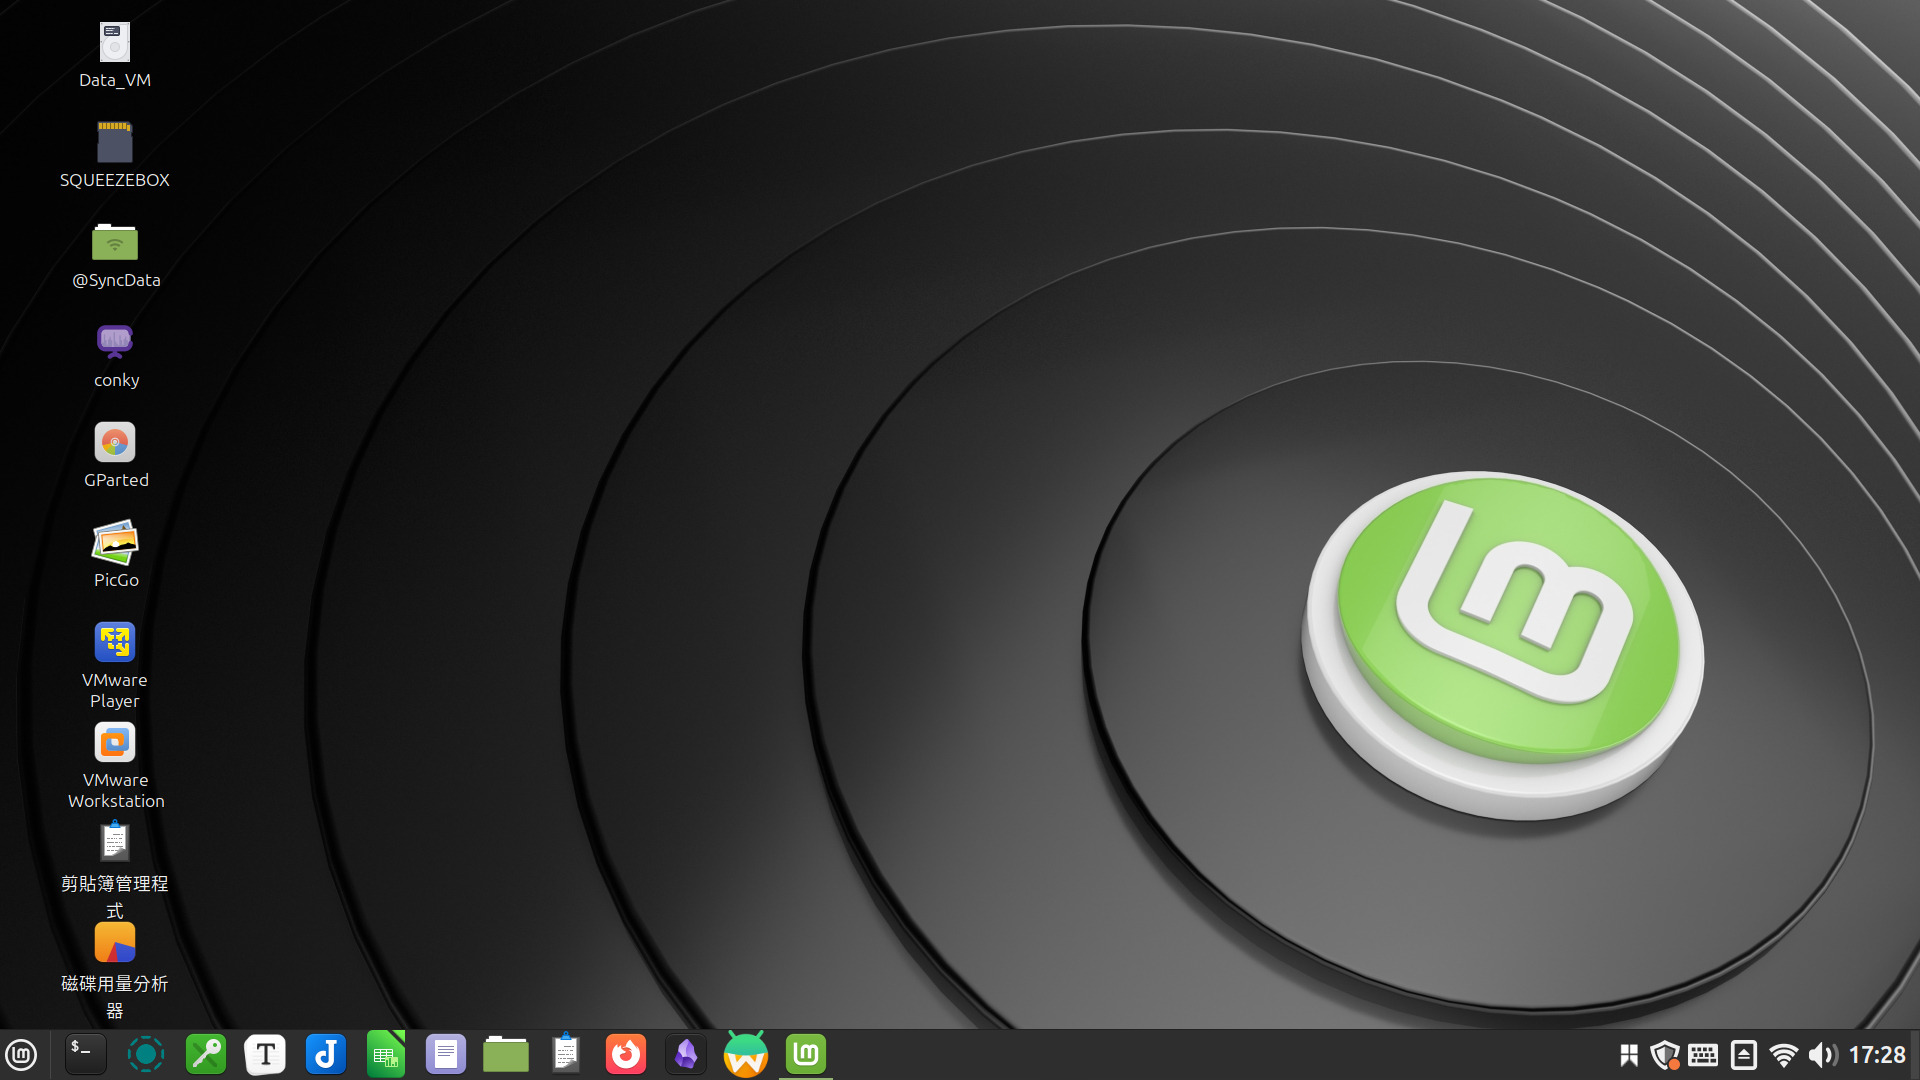 Data_VM
SQUEEZEBOX
@SyncData
conky
GParted
PicGo
VMware
Player
VMware
Workstation
剪貼簿管理程
式
磁碟用量分析
器
$_
T
17:28